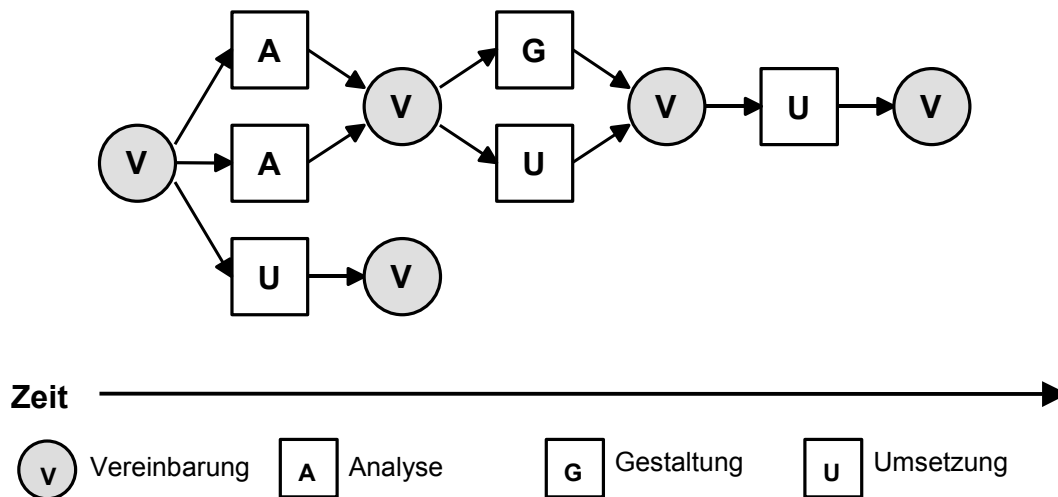 A
G
V
V
U
V
V
A
U
U
V
Zeit
V Vereinbarung
A Analyse
G Gestaltung
U Umsetzung